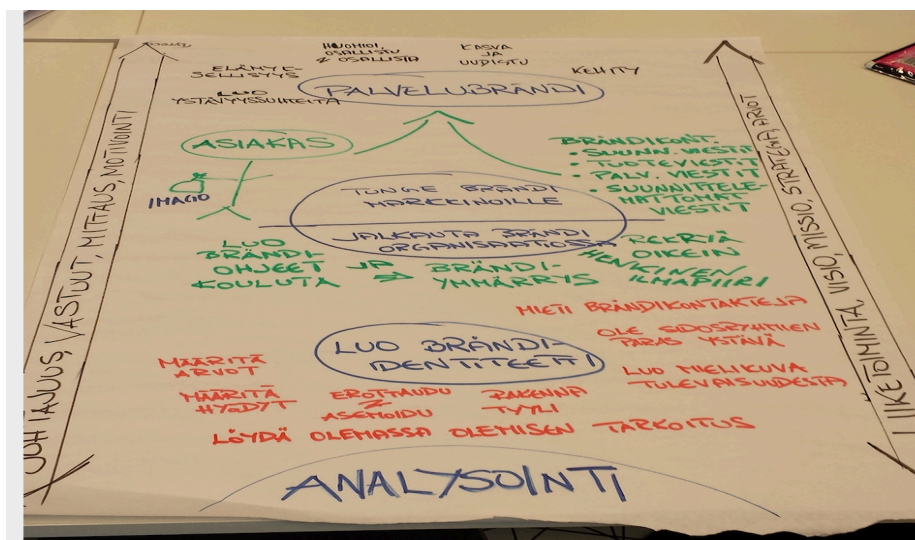 HUOMIOI,
OSALLISTU
& OSALLISTA
KASVA
JA
UUDISTU
ELÄMYK-
SELLISYYS
KEHITY
LUO
YSTÄVYYSSUHTEITA
PALVELUBRÄNDI
ASIAKAS
IMAGO
BRÄNDIKONT.
• SUUNN. VIESTIT
• TUOTEVIESTIT
• PALV. VIESTIT
• SUUNNITTELE-
MATTOMAT
VIESTIT
TUNGE BRÄNDI
MARKKINOILLE
JALKAUTA BRÄNDI
ORGANISAATIOSSA
LUO
BRÄNDI
OHJEET
KOULUTA
JA
BRÄNDI-
YMMÄRRYS
REKRYÄ
OIKEIN
HENKINEN
ILMAPIIRI
MIETI BRÄNDIKONTAKTEJA
OLE SIDOSRYHMIEN
PARAS YSTÄVÄ
LUO BRÄNDI-
IDENTITEETTI
LUO MIELIKUVA
TULEVAISUUDESTA
MÄÄRITÄ
ARVOT
MÄÄRITÄ
HYÖDYT
EROTTAUDU
&
ASEMOIDU
RAKENNA
TYYLI
LÖYDÄ OLEMASSA OLEMISEN TARKOITUS
ANALYSOINTI
JOHTAJUUS, VASTUUT, MITTAUS, MOTIVOINTI
LIIKETOIMINTA, VISIO, MISSIO, STRATEGIA, ARVOT